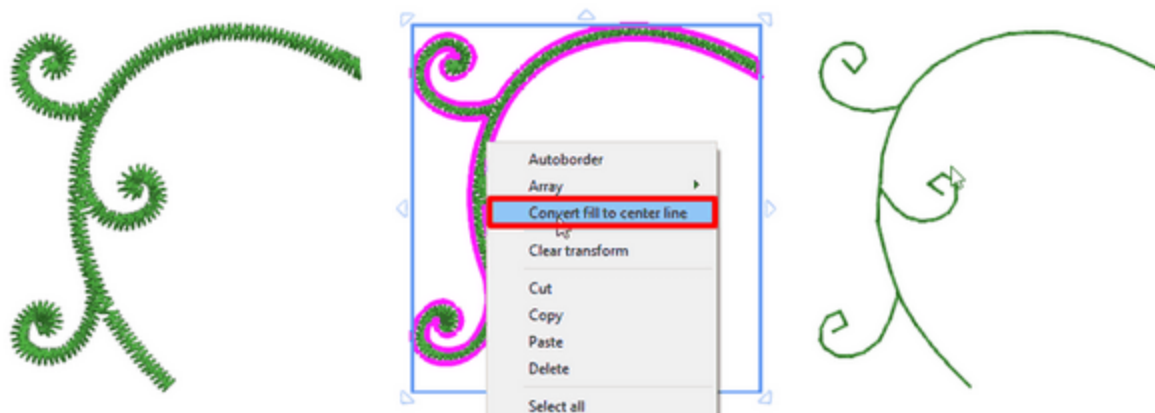 Autoborder
Array
Convert fill to center line
Clear transform
Cut
Copy
Paste
Delete
Select all